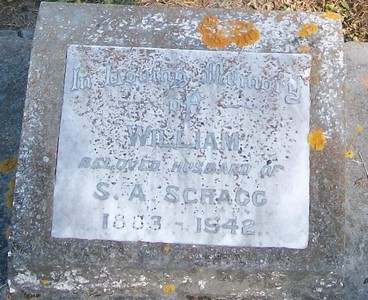 In Loving Memory
of
WILLIAM
BELOVED HUSBAND OF
S. A. SCRAGG
1863 - 1942